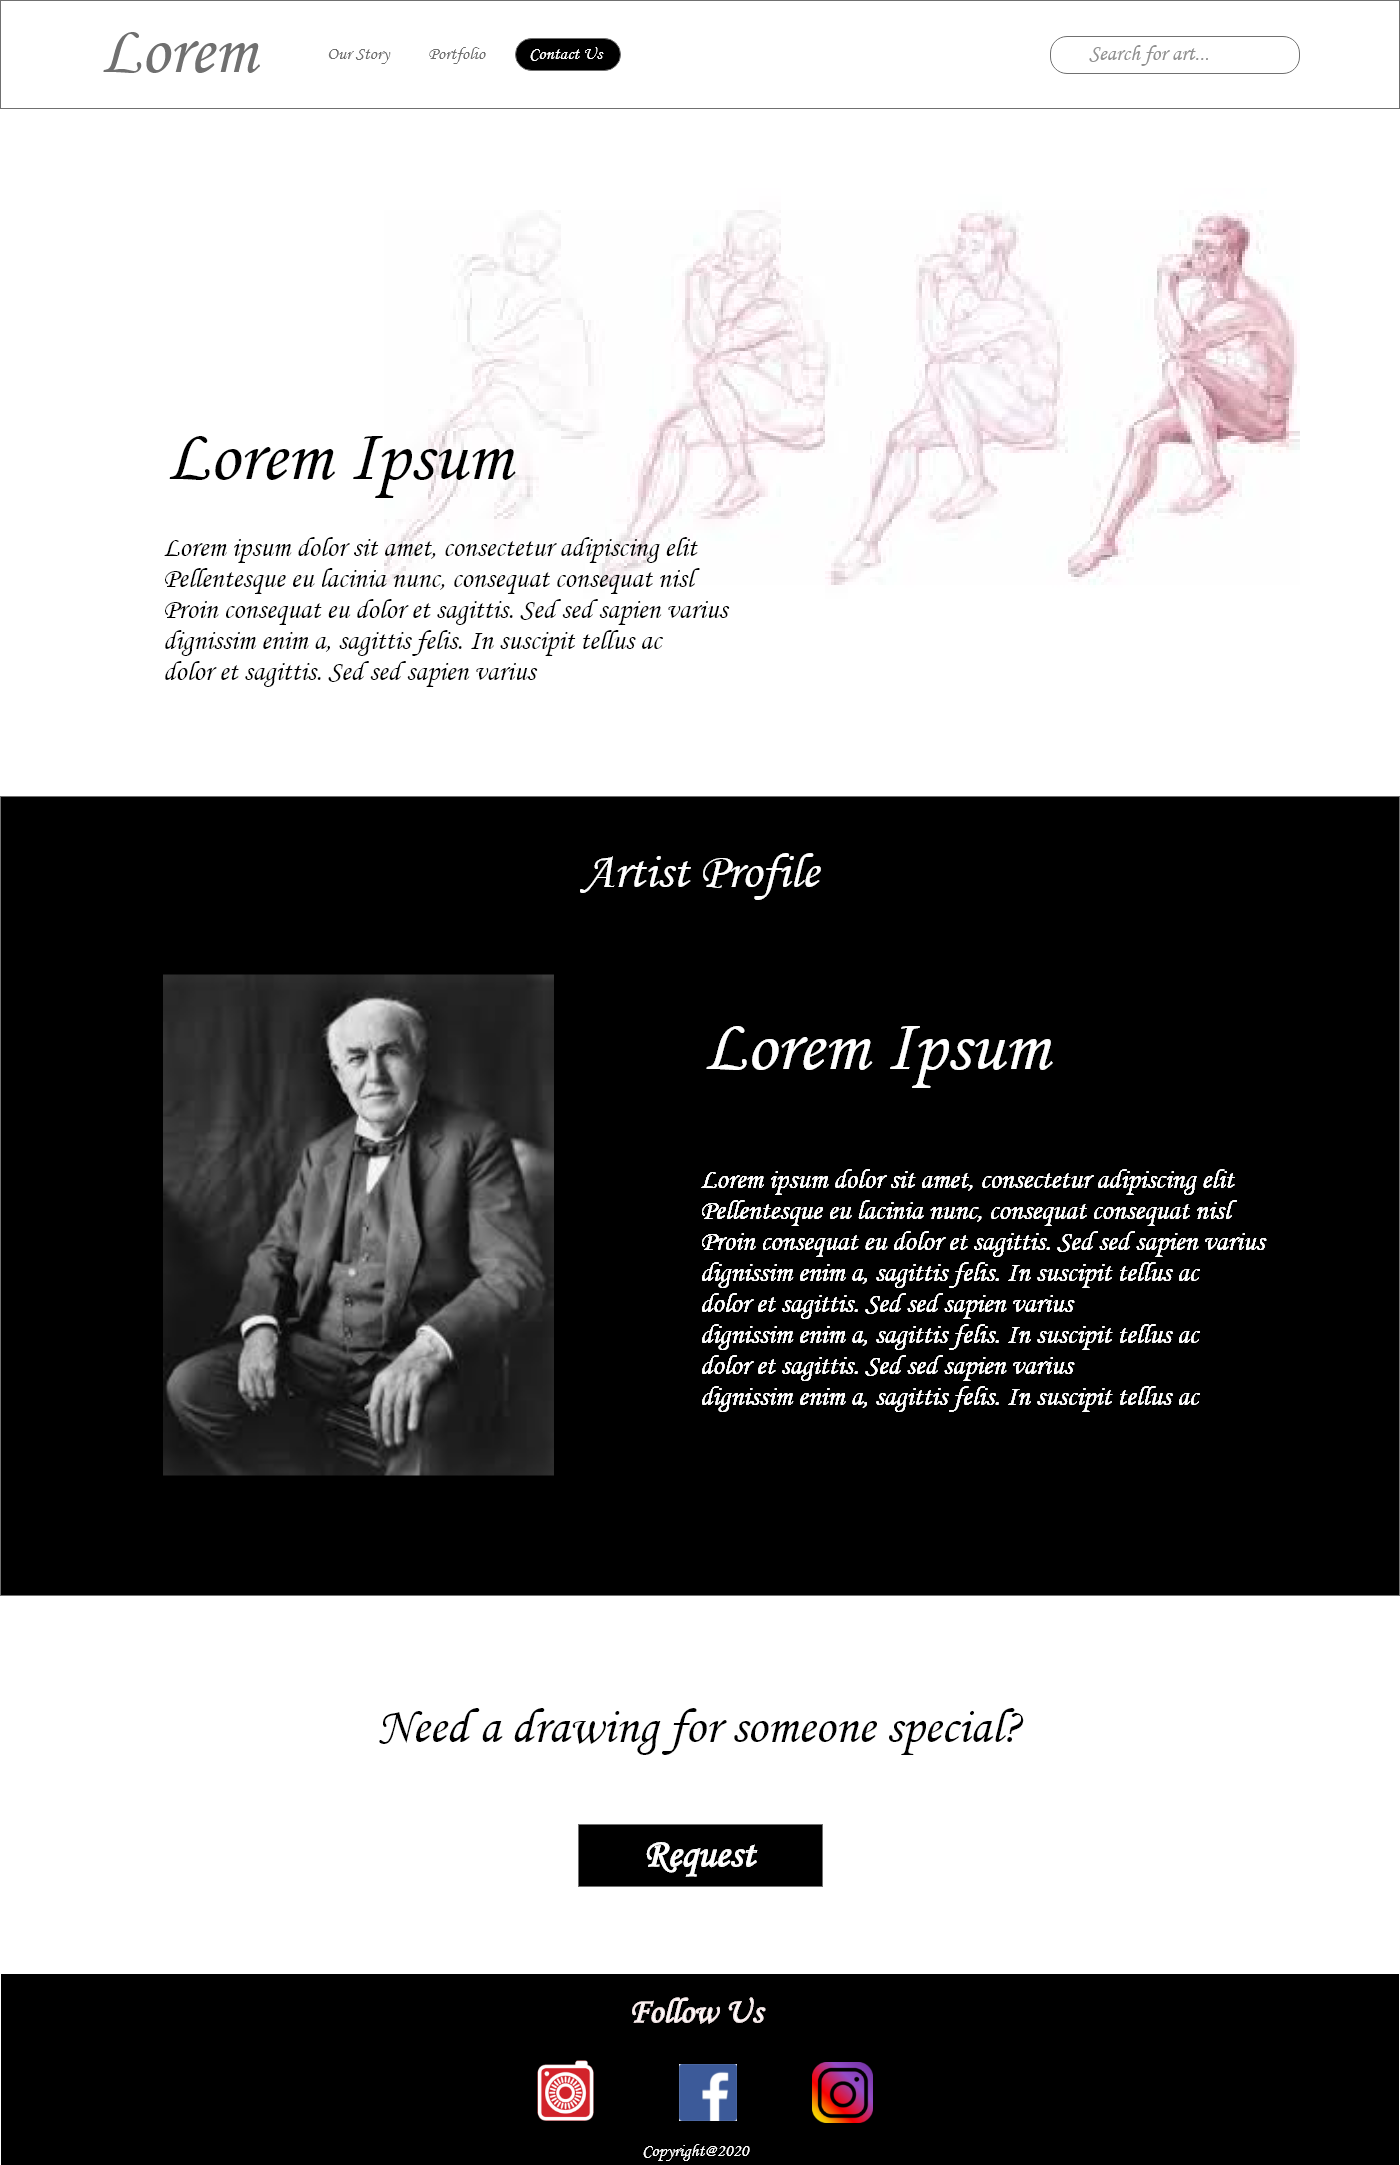 Lorem
Our Story
Portfolio
Contact Us
Search for art...
Lorem Ipsum
Lorem ipsum dolor sit amet, consectetur adipiscing elit
Pellentesque eu lacinia nunc, consequat consequat nisl
Proin consequat eu dolor et sagittis. Sed sed sapien varius
dignissim enim a, sagittis felis. In suscipit tellus ac
dolor et sagittis. Sed sed sapien varius
Artist Profile
Lorem Ipsum
Lorem ipsum dolor sit amet, consectetur adipiscing elit
Pellentesque eu lacinia nunc, consequat consequat nisl
Proin consequat eu dolor et sagittis. Sed sed sapien varius
dignissim enim a, sagittis felis. In suscipit tellus ac
dolor et sagittis. Sed sed sapien varius
dignissim enim a, sagittis felis. In suscipit tellus ac
dolor et sagittis. Sed sed sapien varius
dignissim enim a, sagittis felis. In suscipit tellus ac
Need a drawing for someone special?
Request
Follow Us
Copyright@2020